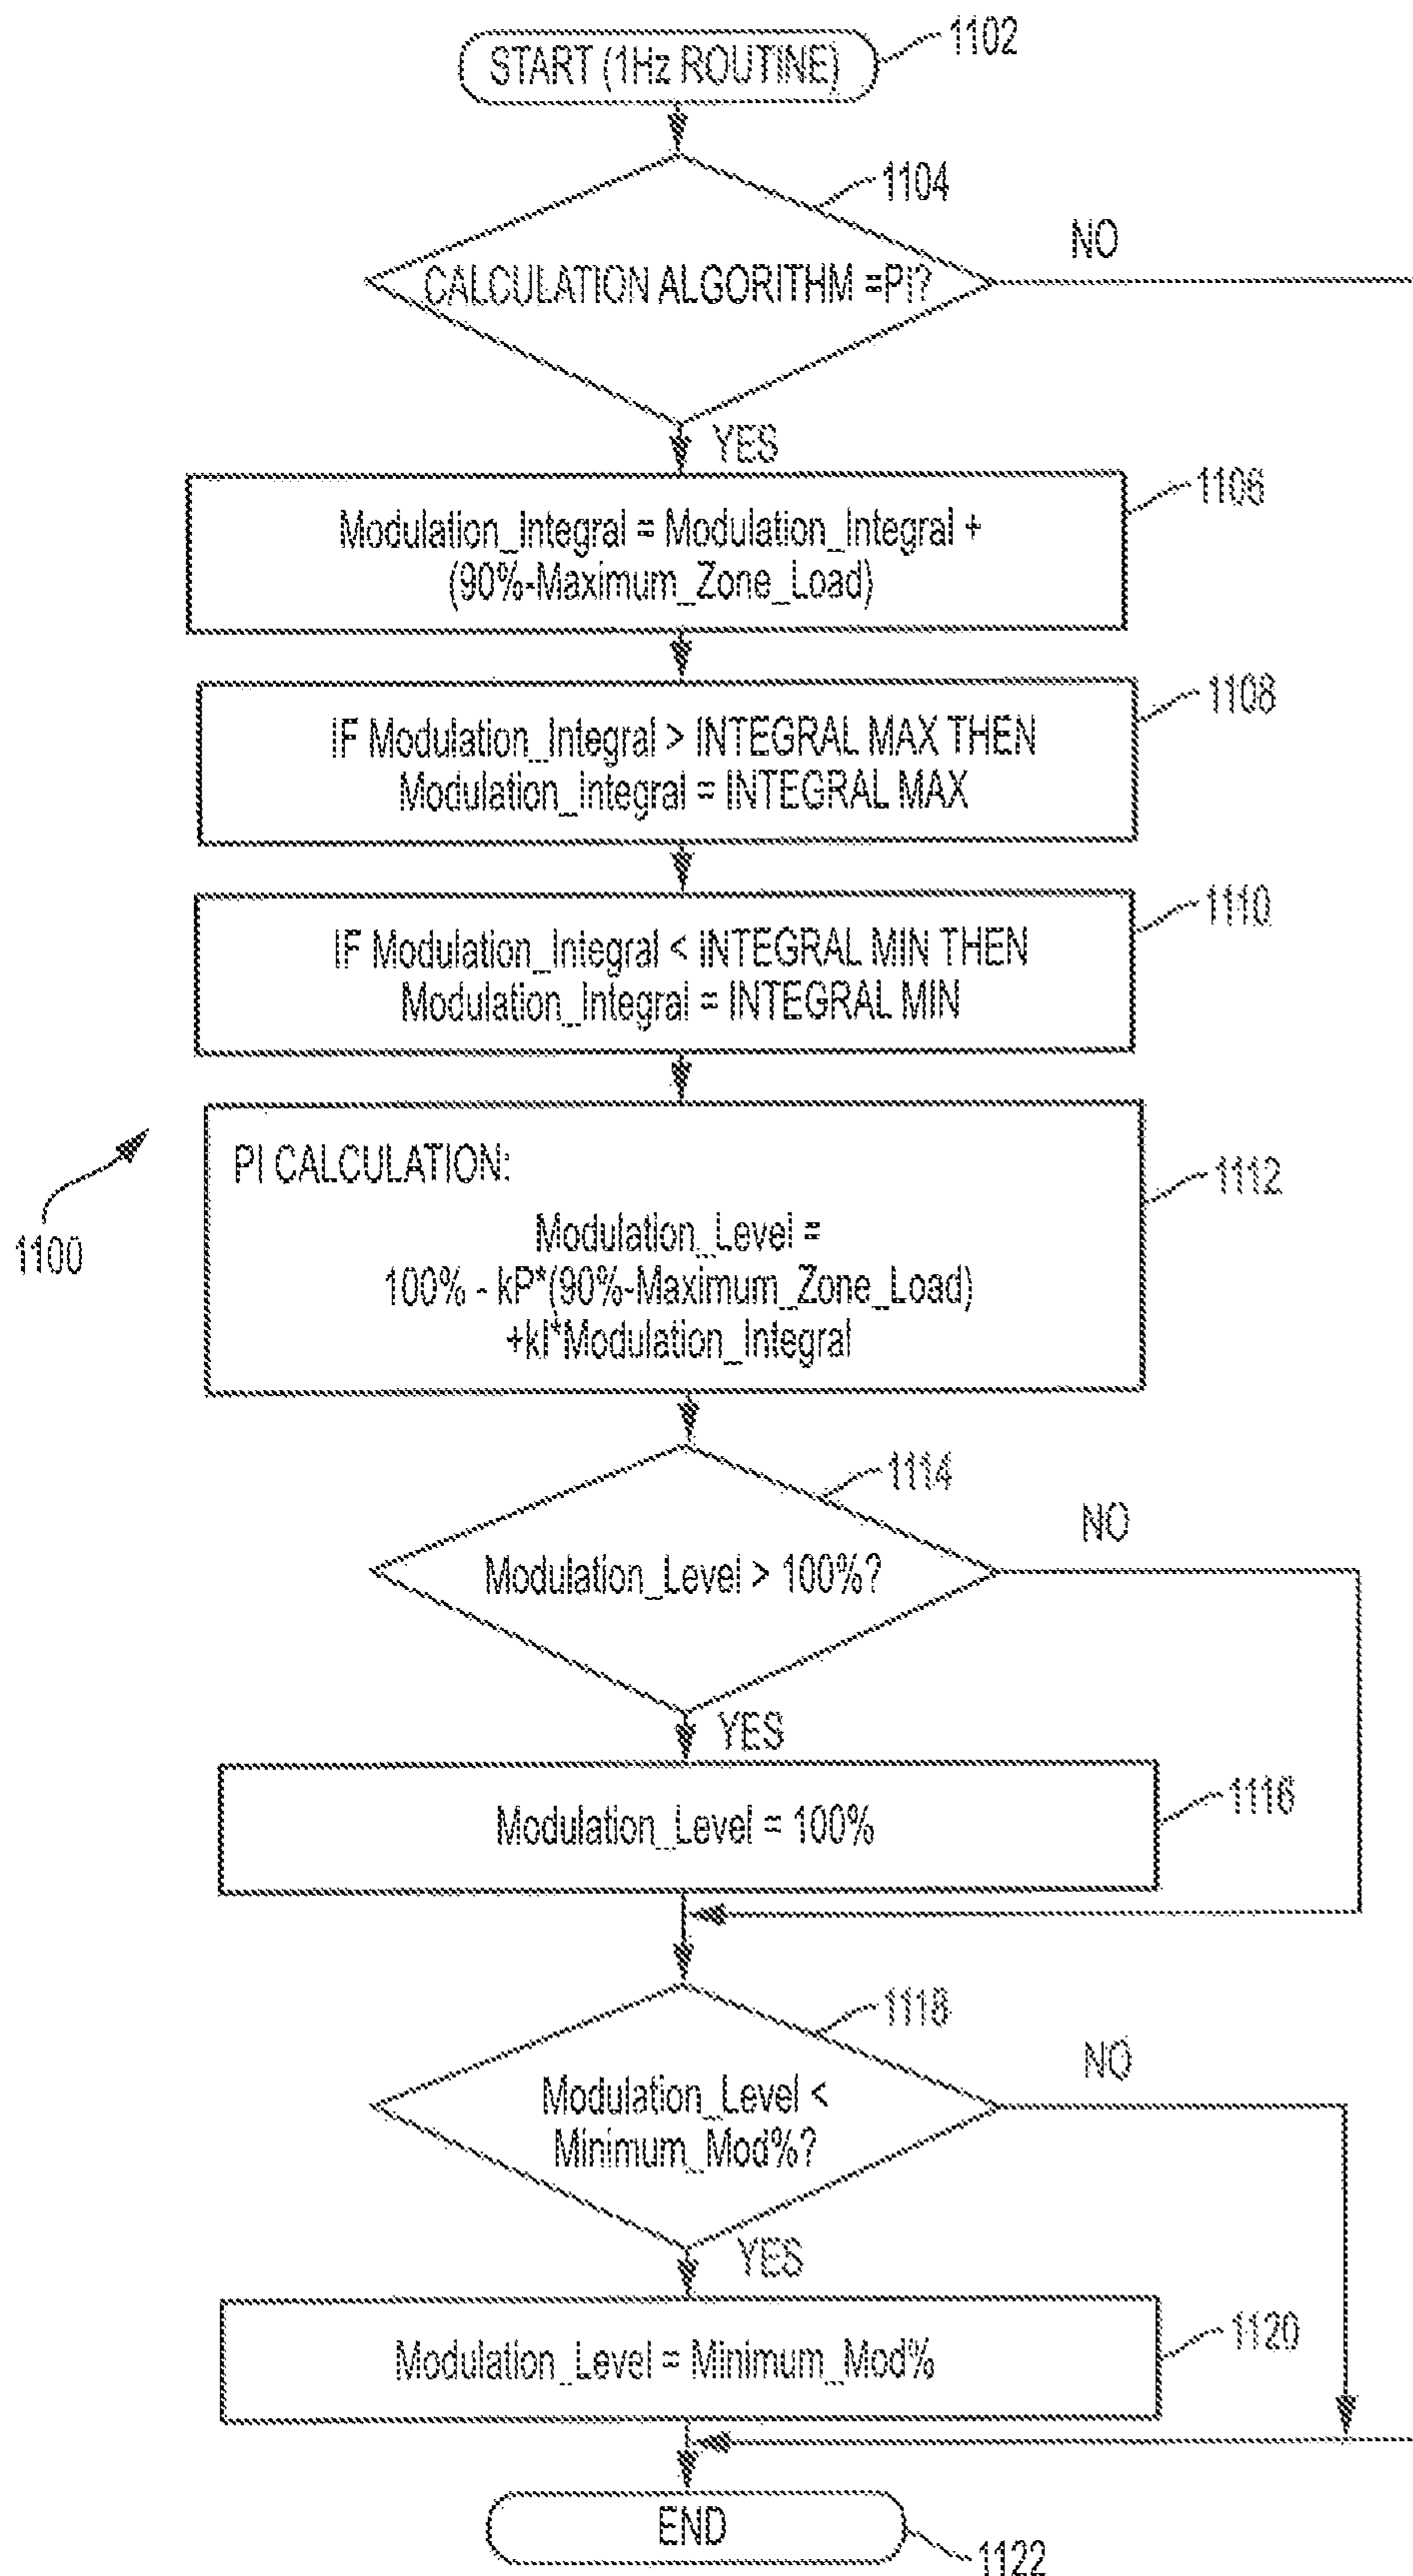 START (1Hz ROUTINE)
1102
1104
CALCULATION ALGORITHM =PI?
NO
YES
1106
Modulation_Integral = Modulation_Integral +
(90%-Maximum_Zone_Load)
1108
IF Modulation_Integral > INTEGRAL MAX THEN
Modulation_Integral = INTEGRAL MAX
1110
IF Modulation_Integral < INTEGRAL MIN THEN
Modulation_Integral = INTEGRAL MIN
1100
PI CALCULATION:
1112
Modulation_Level =
100% - kP*(90%-Maximum_Zone_Load)
+kI*Modulation_Integral
1114
Modulation_Level > 100%?
NO
YES
1116
Modulation_Level = 100%
1118
Modulation_Level <
Minimum_Mod%?
NO
YES
1120
Modulation_Level = Minimum_Mod%
END
1122